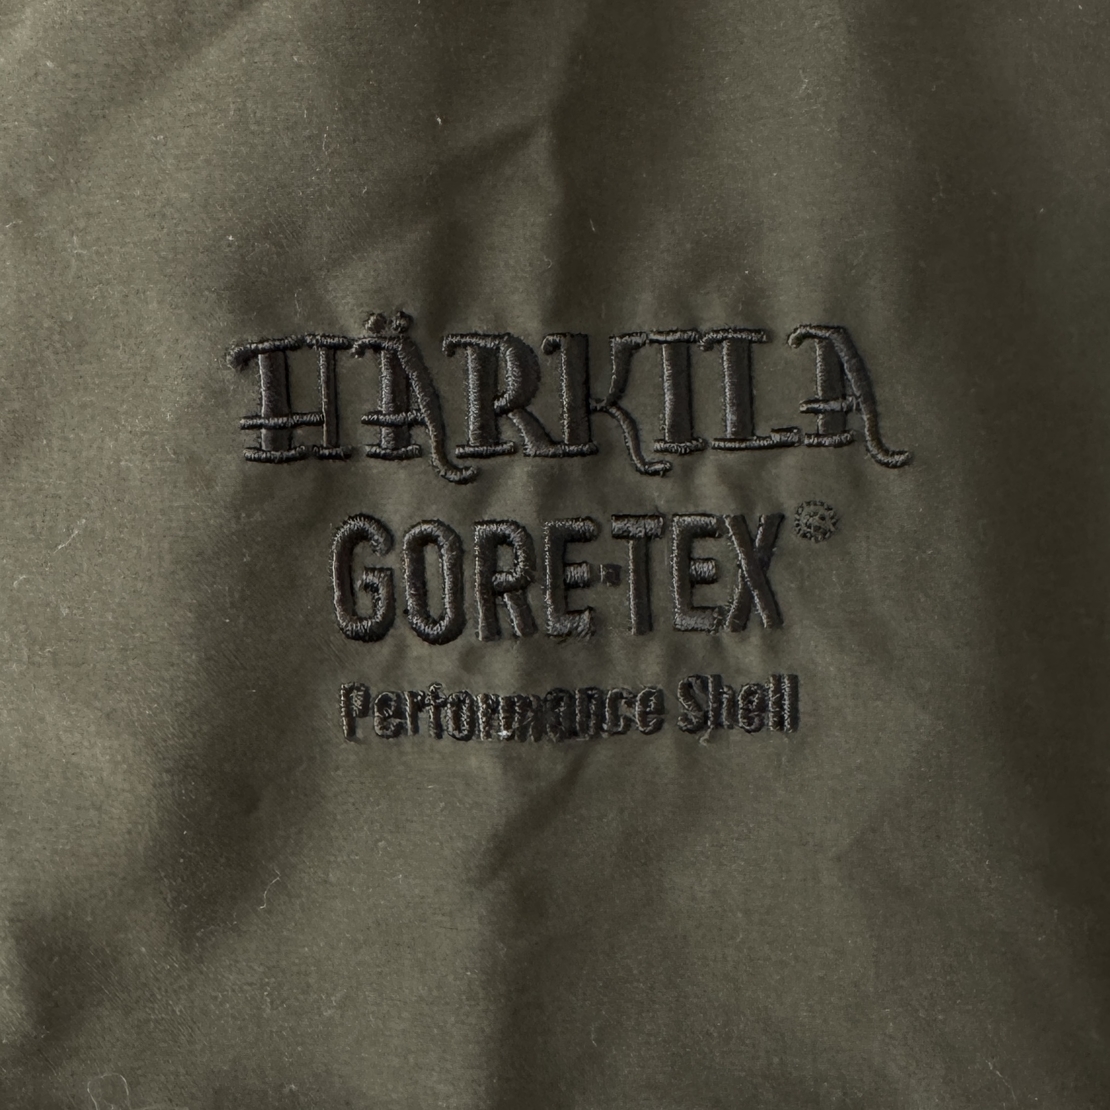 HÄRKILA
GORE-TEX®
Performance Shell